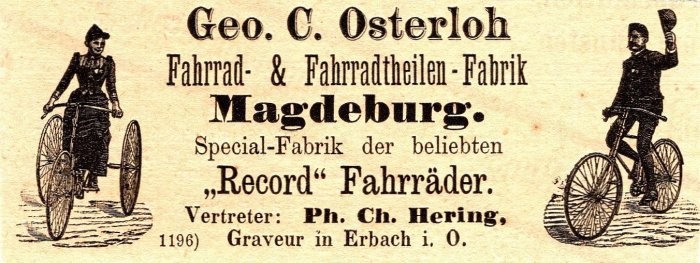 Geo. C. Osterloh
Fahrrad- & Fahrradtheilen-Fabrik
Magdeburg.
Special-Fabrik der beliebten
„Record“ Fahrräder.
Vertreter: Ph. Ch. Hering,
1196) Graveur in Erbach i. O.